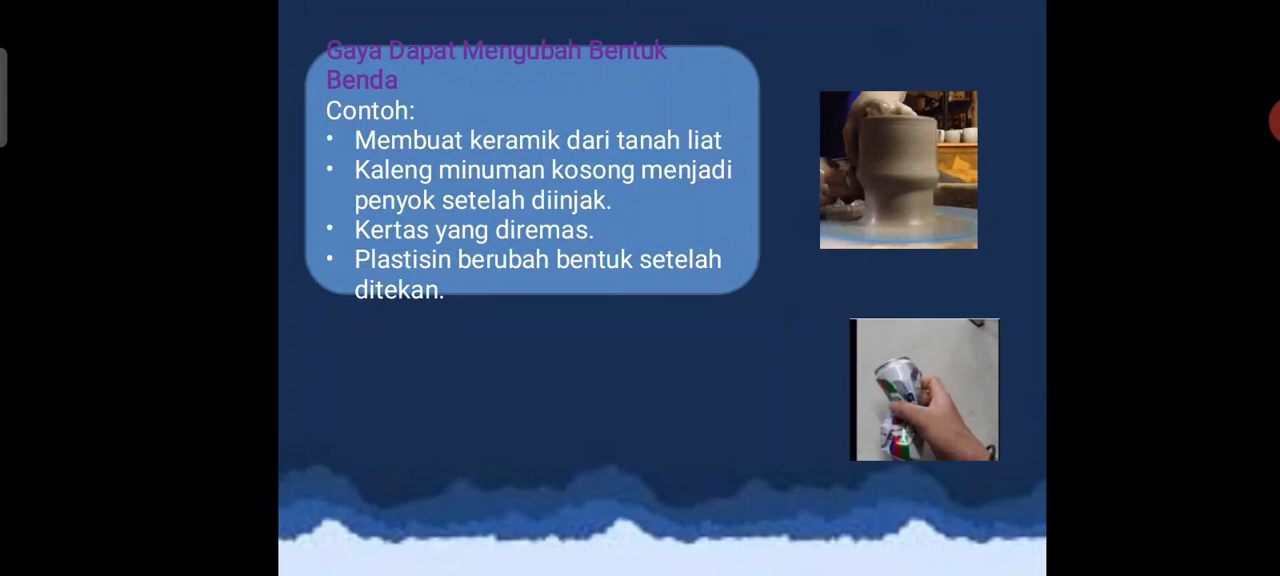 Gaya Dapat Mengubah Bentuk
Benda
Contoh:
• Membuat keramik dari tanah liat
• Kaleng minuman kosong menjadi
penyok setelah diinjak.
• Kertas yang diremas.
• Plastisin berubah bentuk setelah
ditekan.